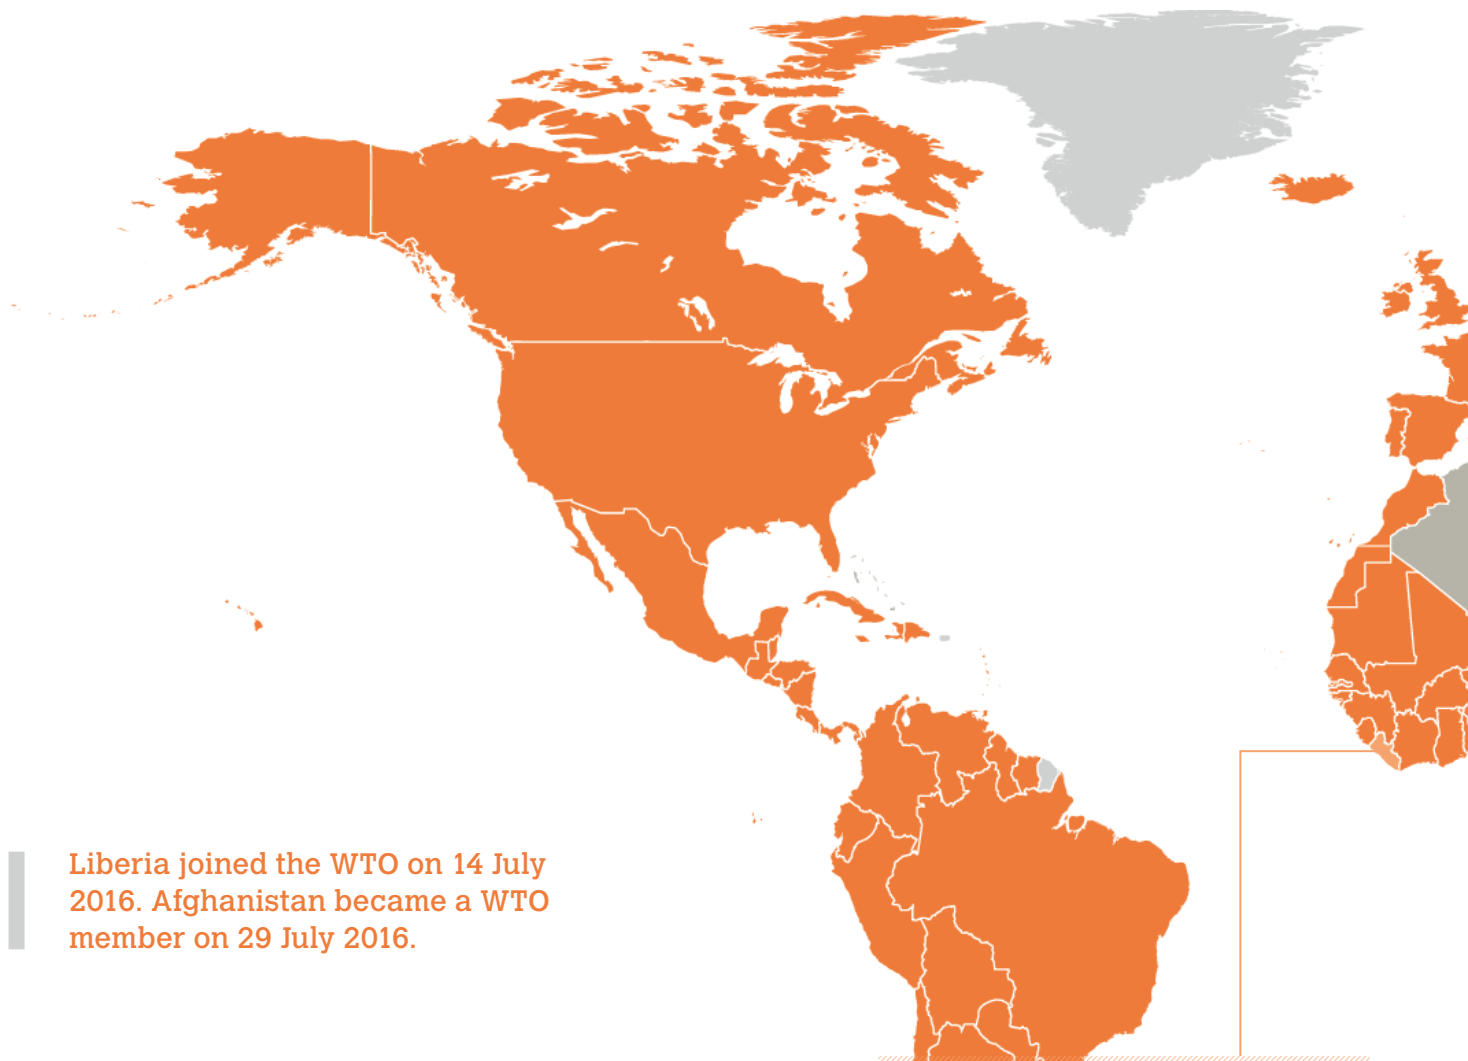 Liberia joined the WTO on 14 July
2016. Afghanistan became a WTO
member on 29 July 2016.